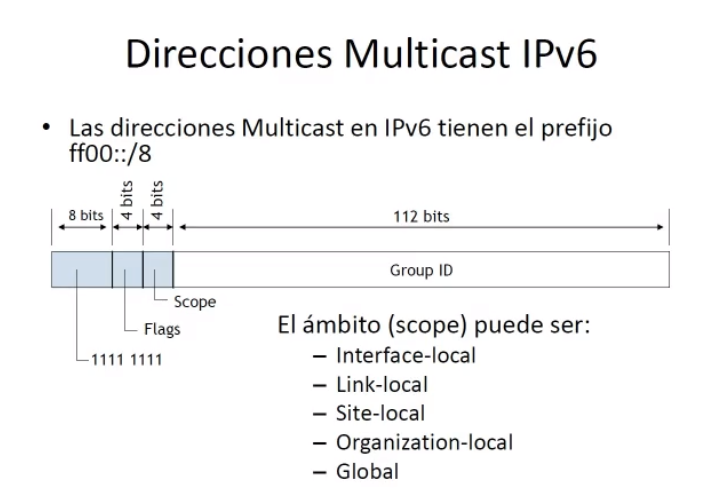 Direcciones Multicast IPv6
• Las direcciones Multicast en IPv6 tienen el prefijo
ff00::/8
8 bits
4 bits
4 bits
112 bits
Group ID
Scope
Flags
1111 1111
El ámbito (scope) puede ser:
– Interface-local
– Link-local
– Site-local
– Organization-local
– Global